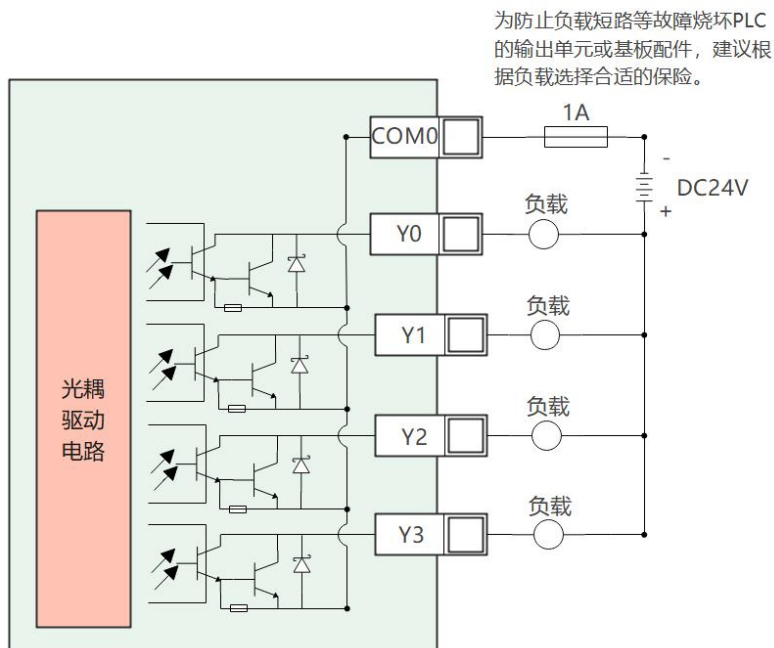 为防止负载短路等故障烧坏PLC
的输出单元或基板配件，建议根
据负载选择合适的保险。
1A
COM0
-
DC24V
+
负载
Y0
负载
Y1
负载
Y2
负载
Y3
光耦
驱动
电路